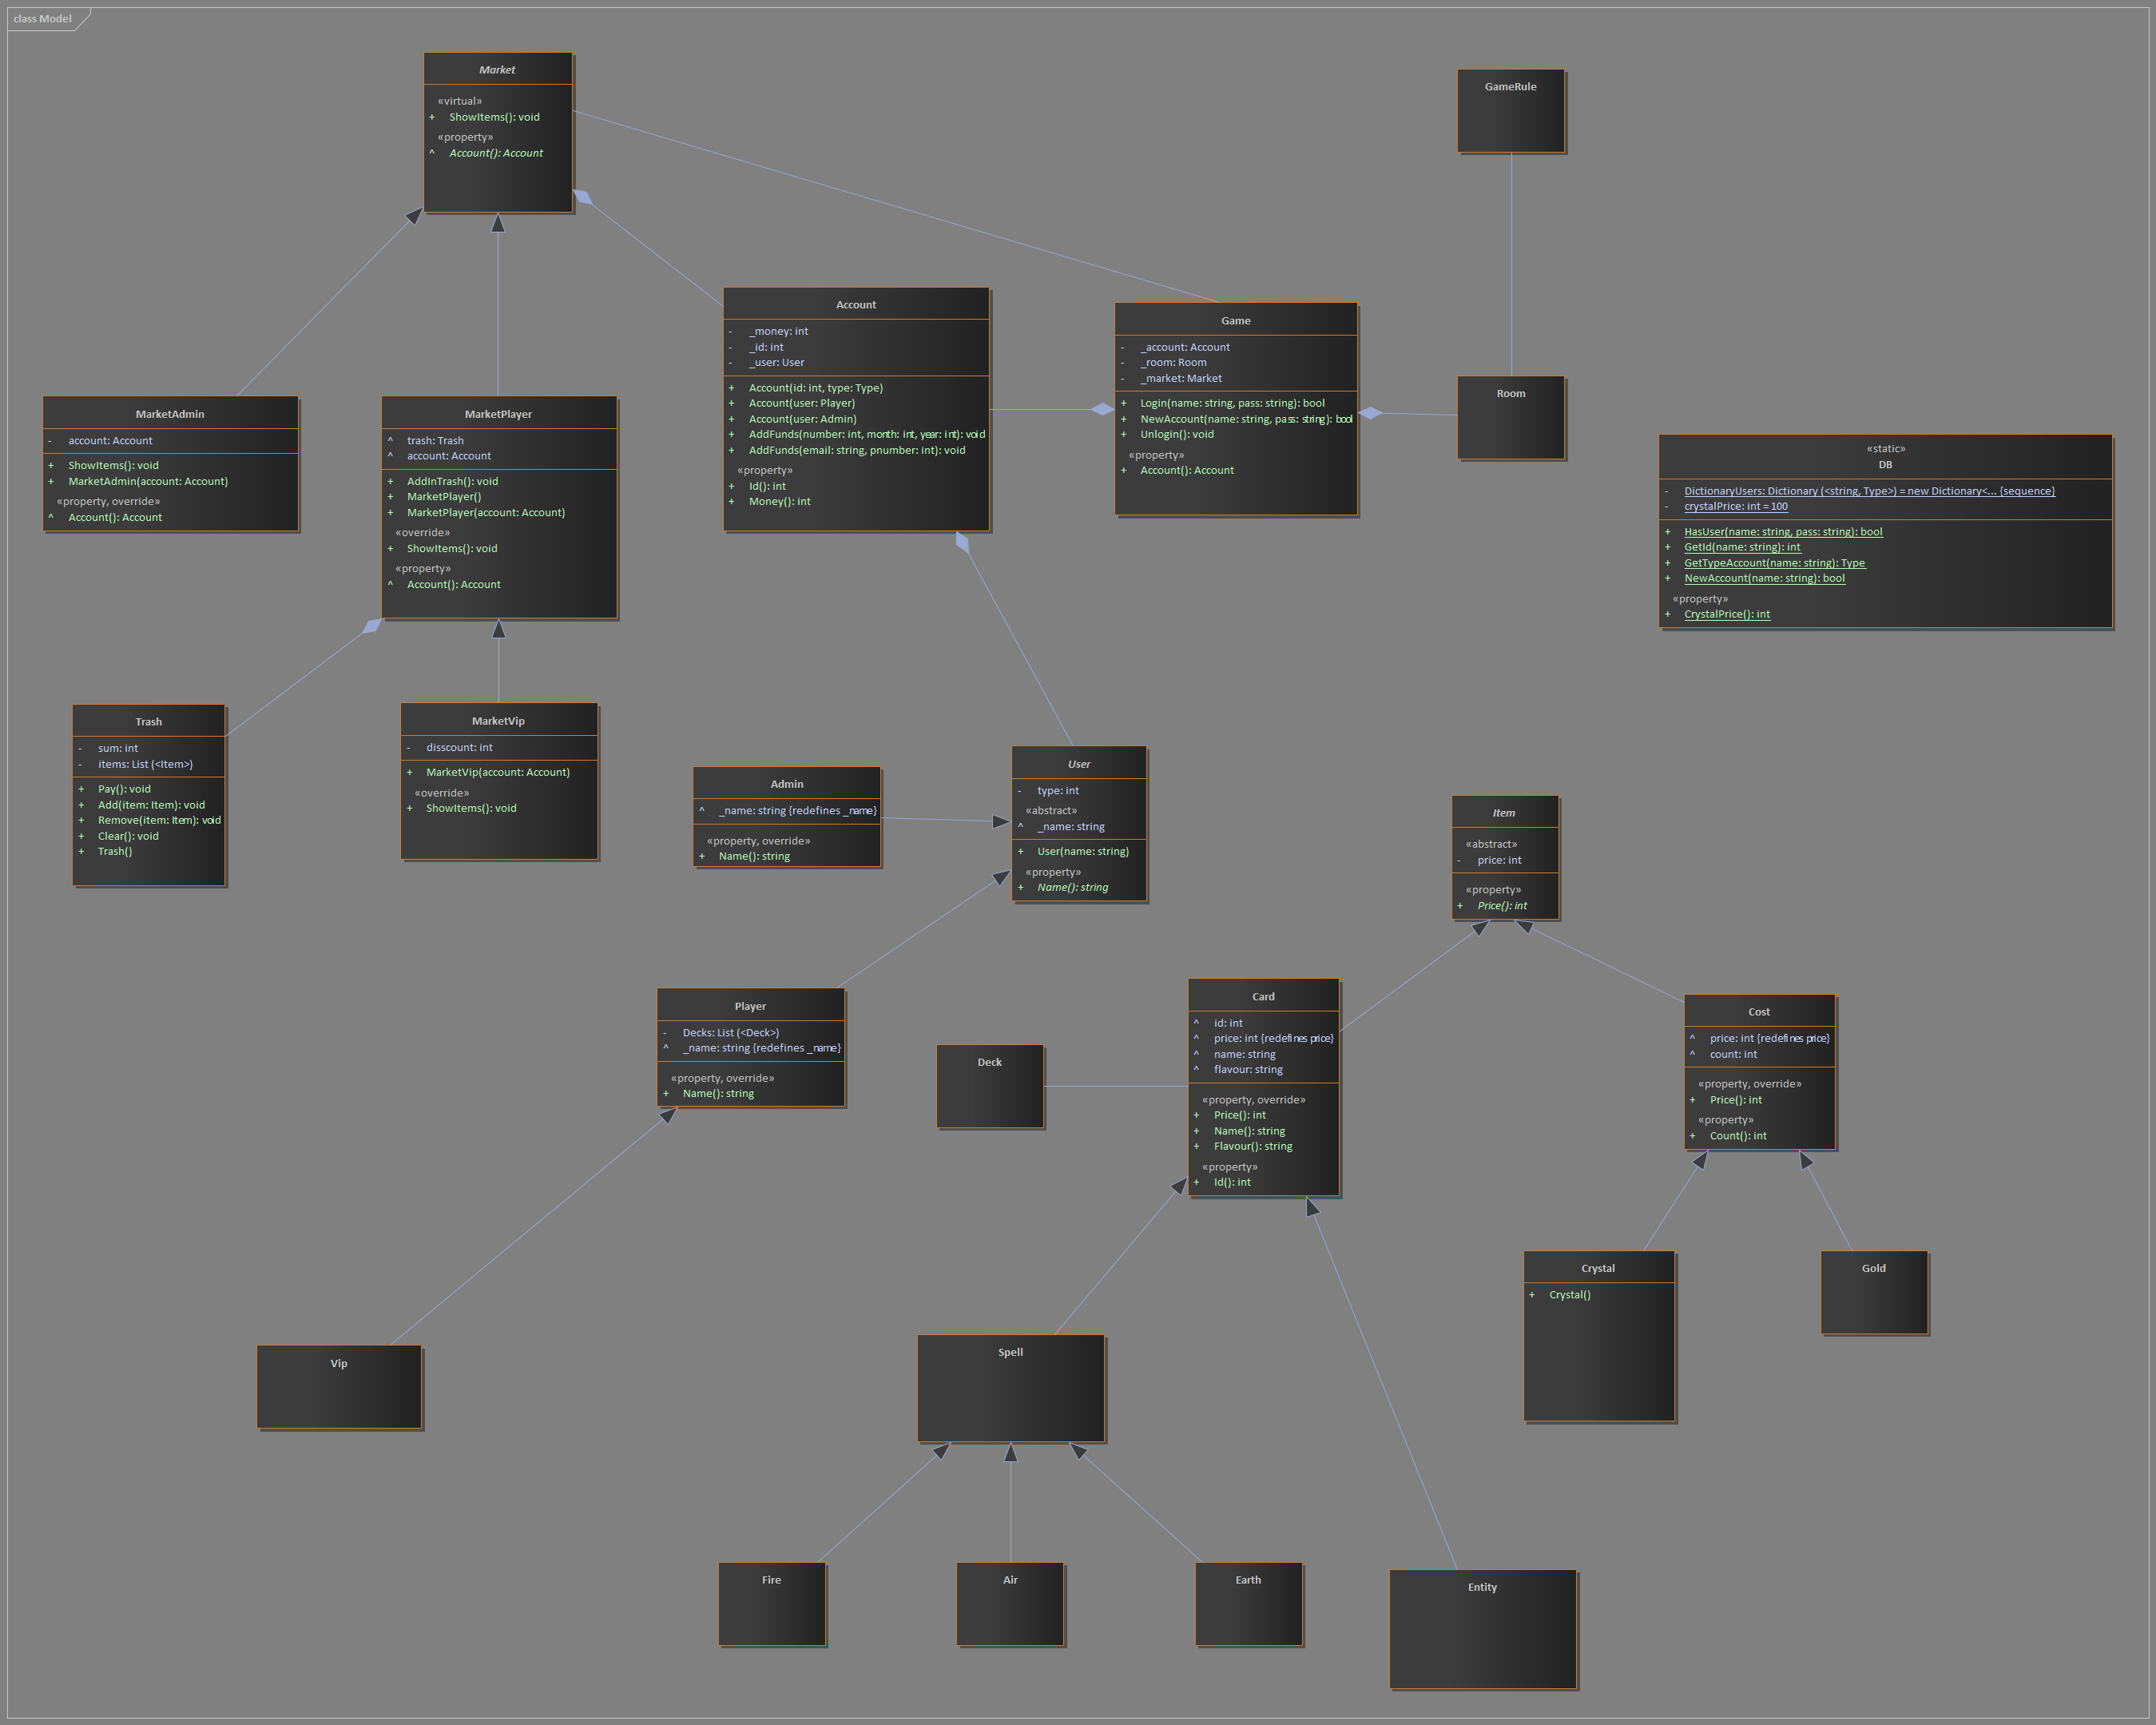 class Model
Market
«virtual»
+ ShowItems(): void
«property»
^ Account(): Account
GameRule
Account
- _money: int
- _id: int
- _user: User
+ Account(id: int, type: Type)
+ Account(user: Player)
+ Account(user: Admin)
+ AddFunds(number: int, month: int, year: int): void
+ AddFunds(email: string, pnumber: int): void
«property»
+ Id(): int
+ Money(): int
Game
- _account: Account
- _room: Room
- _market: Market
+ Login(name: string, pass: string): bool
+ NewAccount(name: string, pass: string): bool
+ Unlogin(): void
«property»
+ Account(): Account
Room
MarketAdmin
- account: Account
+ ShowItems(): void
+ MarketAdmin(account: Account)
«property, override»
^ Account(): Account
MarketPlayer
^ trash: Trash
^ account: Account
+ AddInTrash(): void
+ MarketPlayer()
+ MarketPlayer(account: Account)
«override»
+ ShowItems(): void
«property»
^ Account(): Account
«static»
DB
- DictionaryUsers: Dictionary (<string, Type>) = new Dictionary<... {sequence}
- crystalPrice: int = 100
+ HasUser(name: string, pass: string): bool
+ GetId(name: string): int
+ GetTypeAccount(name: string): Type
+ NewAccount(name: string): bool
«property»
+ CrystalPrice(): int
Trash
- sum: int
- items: List (<Item>)
+ Pay(): void
+ Add(item: Item): void
+ Remove(item: Item): void
+ Clear(): void
+ Trash()
MarketVip
- disscount: int
+ MarketVip(account: Account)
«override»
+ ShowItems(): void
Admin
^ _name: string {redefines _name}
«property, override»
+ Name(): string
User
- type: int
«abstract»
^ _name: string
+ User(name: string)
«property»
+ Name(): string
Item
«abstract»
- price: int
«property»
+ Price(): int
Player
- Decks: List (<Deck>)
^ _name: string {redefines _name}
«property, override»
+ Name(): string
Deck
Card
^ id: int
^ price: int {redefines price}
^ name: string
^ flavour: string
«property, override»
+ Price(): int
+ Name(): string
+ Flavour(): string
«property»
+ Id(): int
Cost
^ price: int {redefines price}
^ count: int
«property, override»
+ Price(): int
«property»
+ Count(): int
Crystal
+ Crystal()
Gold
Vip
Spell
Fire
Air
Earth
Entity